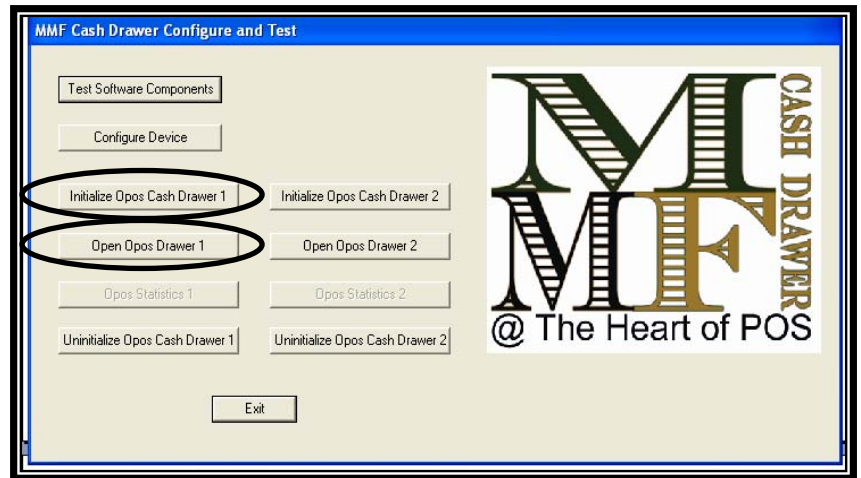 MMF Cash Drawer Configure and Test
Test Software Components
Configure Device
Initialize Opos Cash Drawer 1
Initialize Opos Cash Drawer 2
Open Opos Drawer 1
Open Opos Drawer 2
Opos Statistics 1
Opos Statistics 2
Uninitialize Opos Cash Drawer 1
Uninitialize Opos Cash Drawer 2
Exit
MMF
CASH DRAWER
@ The Heart of POS